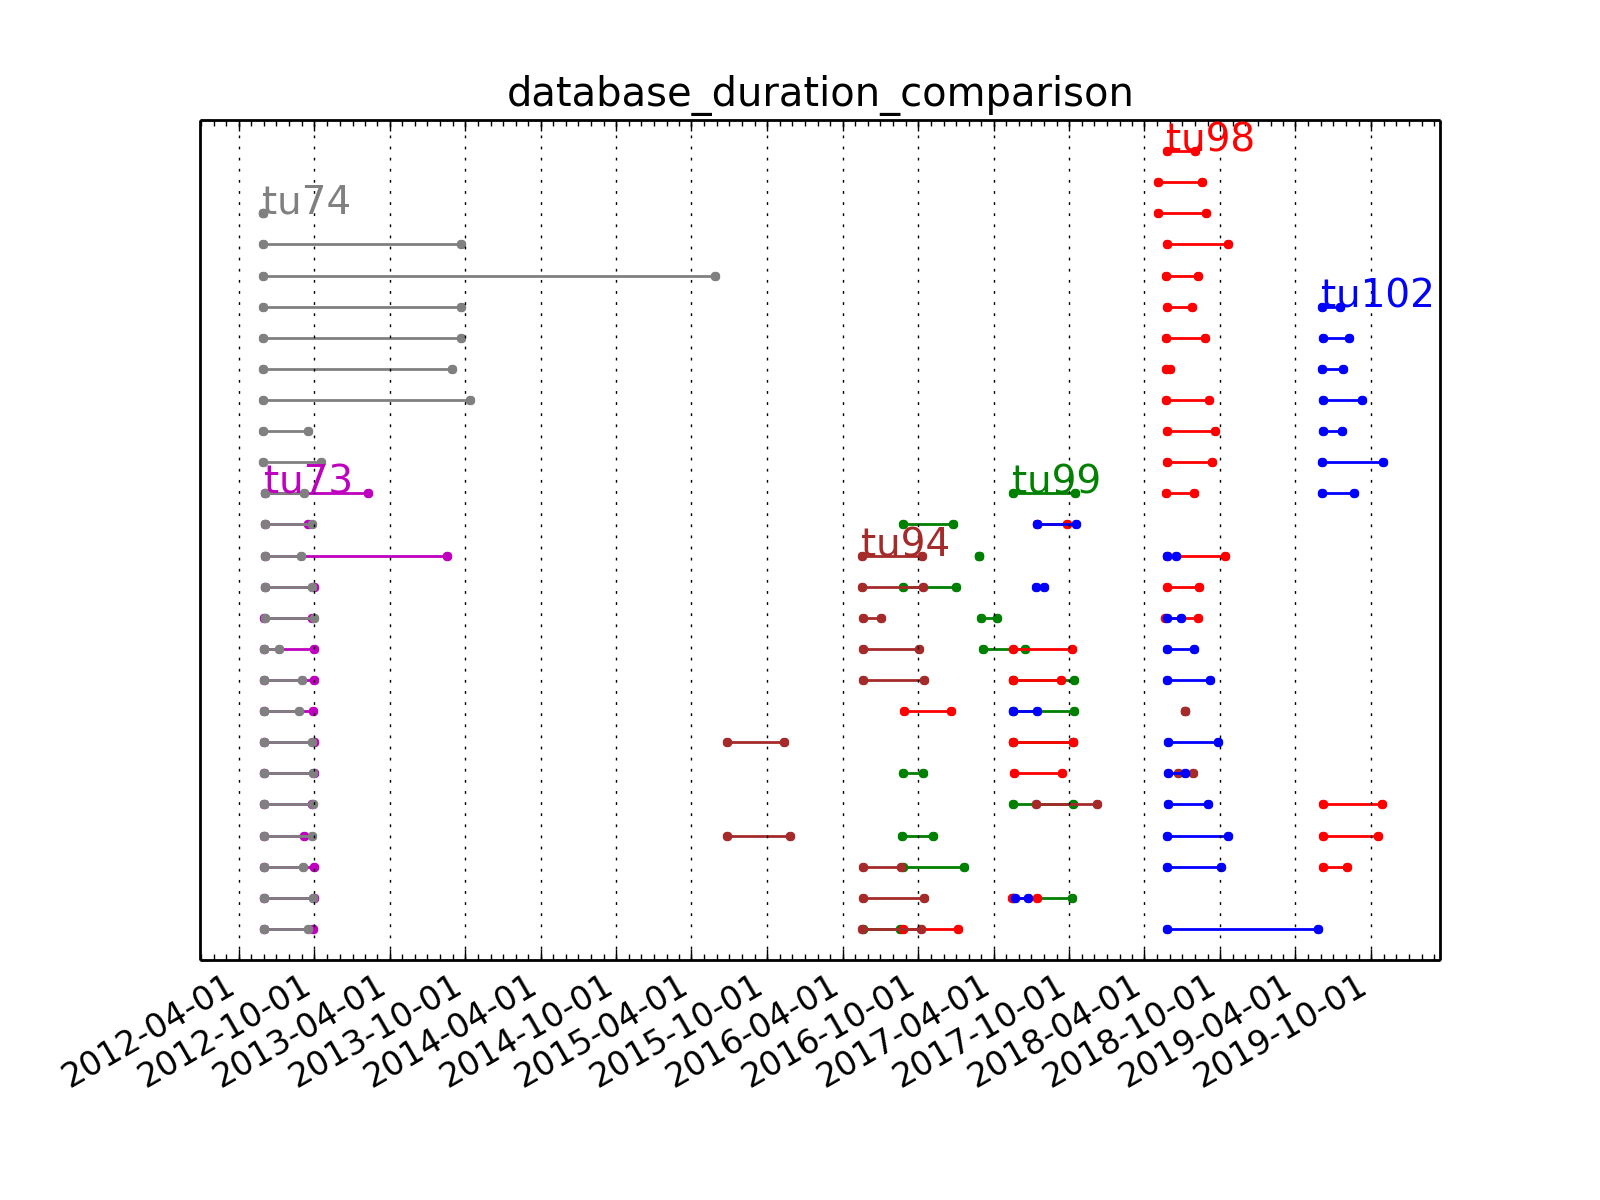 database_duration_comparison
tu98
tu74
tu102
tu73
tu99
tu94
2012-04-01
2012-10-01
2013-04-01
2013-10-01
2014-04-01
2014-10-01
2015-04-01
2015-10-01
2016-04-01
2016-10-01
2017-04-01
2017-10-01
2018-04-01
2018-10-01
2019-04-01
2019-10-01